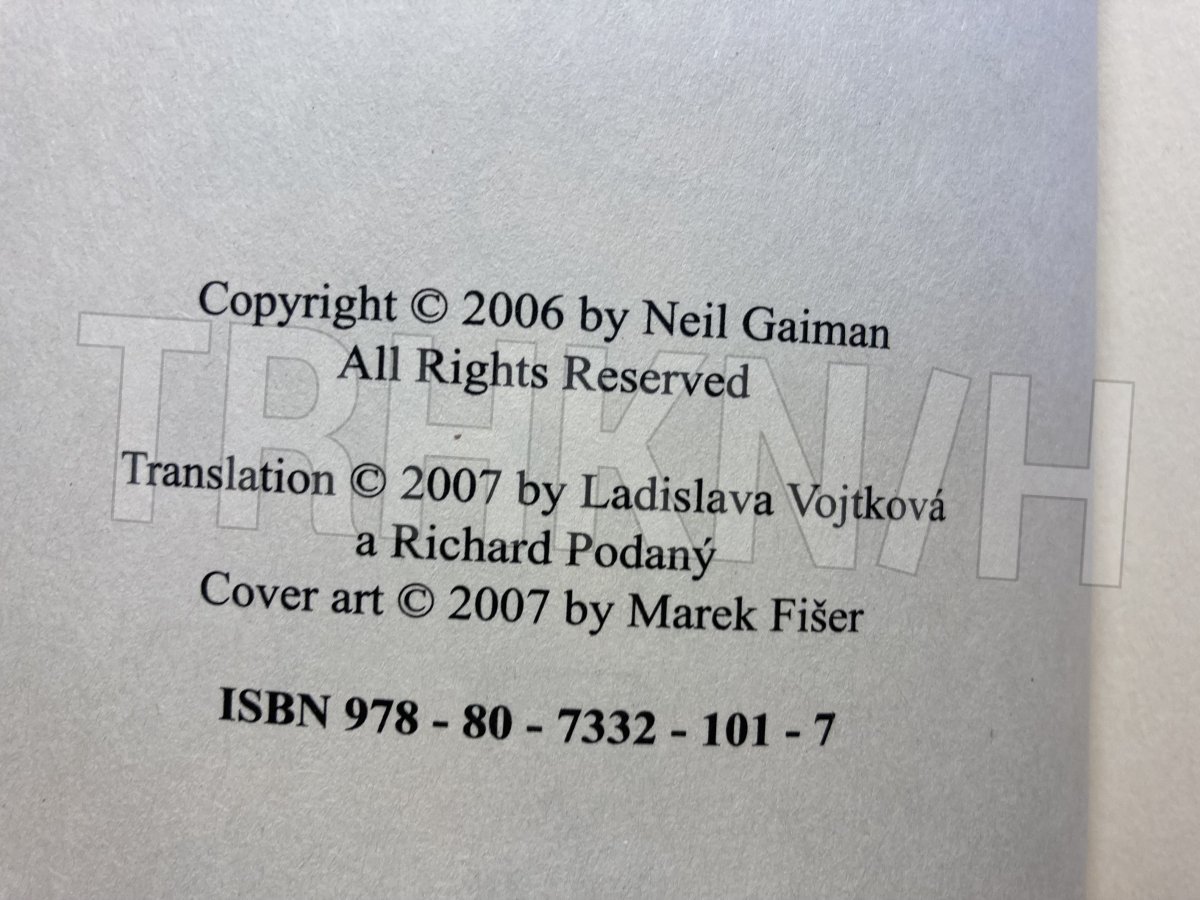 Copyright © 2006 by Neil Gaiman
All Rights Reserved
TRHKN/H
Translation © 2007 by Ladislava Vojtková
a Richard Podaný
Cover art © 2007 by Marek Fišer
ISBN 978 - 80 - 7332 - 101 - 7